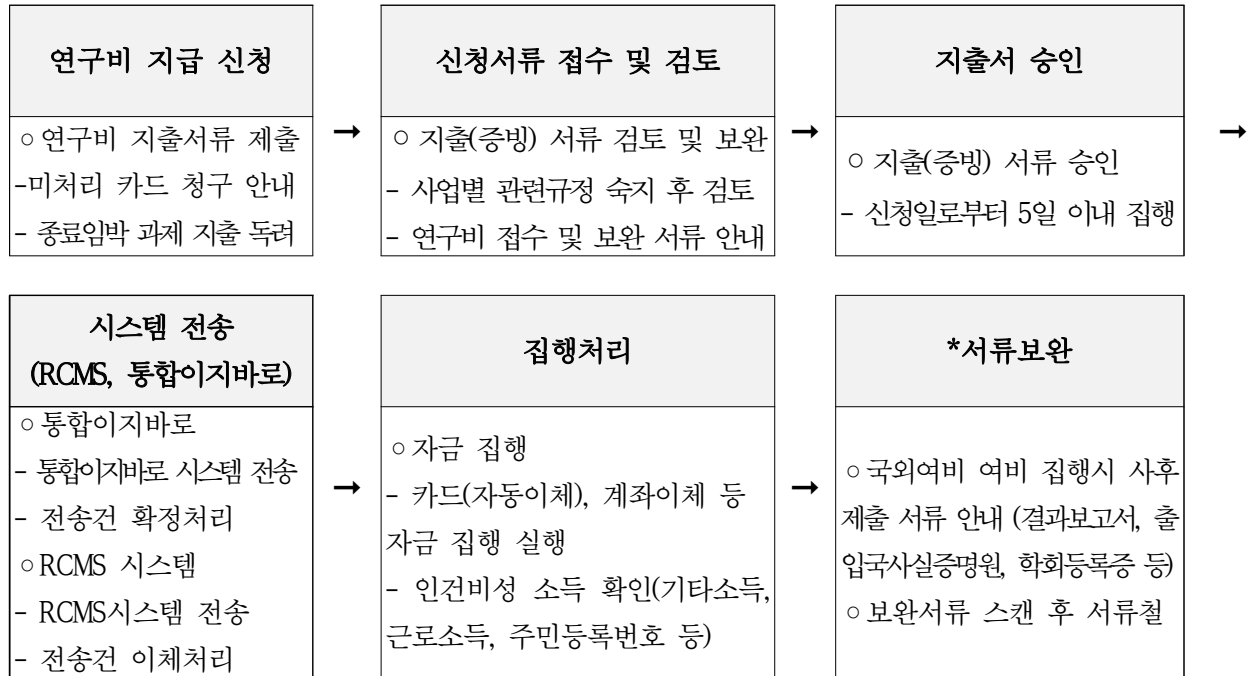 연구비 지급 신청
○연구비 지출서류 제출
-미처리 카드 청구 안내
- 종료임박 과제 지출 독려
➞
신청서류 접수 및 검토
○ 지출(증빙) 서류 검토 및 보완
- 사업별 관련규정 숙지 후 검토
- 연구비 접수 및 보완 서류 안내
➞
지출서 승인
○ 지출(증빙) 서류 승인
- 신청일로부터 5일 이내 집행
➞
시스템 전송
(RCMS, 통합이지바로)
○통합이지바로
- 통합이지바로 시스템 전송
- 전송건 확정처리
○RCMS 시스템
- RCMS시스템 전송
- 전송건 이체처리
➞
집행처리
○자금 집행
- 카드(자동이체), 계좌이체 등
자금 집행 실행
- 인건비성 소득 확인(기타소득,
근로소득, 주민등록번호 등)
➞
*서류보완
○국외여비 여비 집행시 사후
제출 서류 안내 (결과보고서, 출
입국사실증명원, 학회등록증 등)
○보완서류 스캔 후 서류철